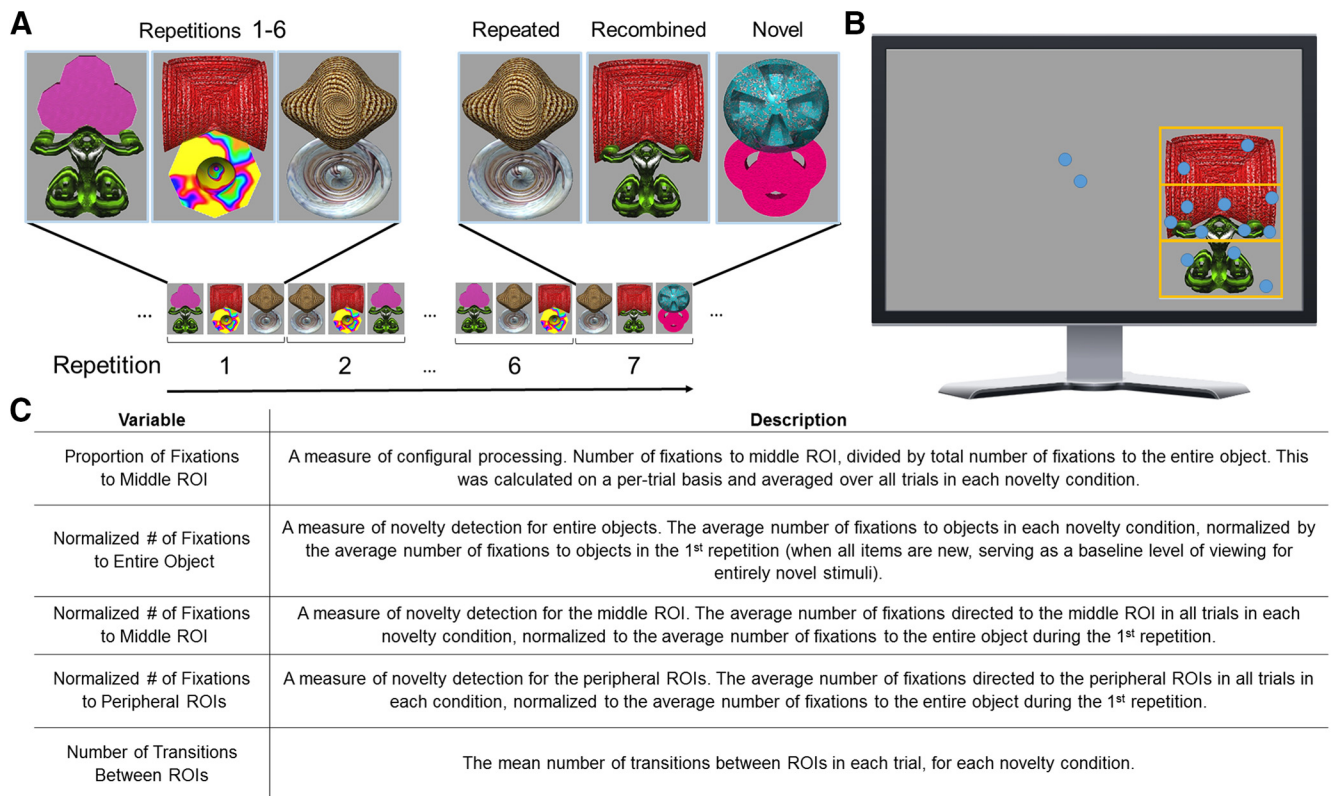 A
Repetitions 1-6
Repeated
Recombined
Novel
... ... ...
Repetition 1 2 ... 6 7
B
C
Variable
Description
Proportion of Fixations
to Middle ROI
A measure of configural processing. Number of fixations to middle ROI, divided by total number of fixations to the entire object. This
was calculated on a per-trial basis and averaged over all trials in each novelty condition.
Normalized # of Fixations
to Entire Object
A measure of novelty detection for entire objects. The average number of fixations to objects in each novelty condition, normalized by
the average number of fixations to objects in the 1st repetition (when all items are new, serving as a baseline level of viewing for
entirely novel stimuli).
Normalized # of Fixations
to Middle ROI
A measure of novelty detection for the middle ROI. The average number of fixations directed to the middle ROI in all trials in each
novelty condition, normalized to the average number of fixations to the entire object during the 1st repetition.
Normalized # of Fixations
to Peripheral ROIs
A measure of novelty detection for the peripheral ROIs. The average number of fixations directed to the peripheral ROIs in all trials in
each condition, normalized to the average number of fixations to the entire object during the 1st repetition.
Number of Transitions
Between ROIs
The mean number of transitions between ROIs in each trial, for each novelty condition.